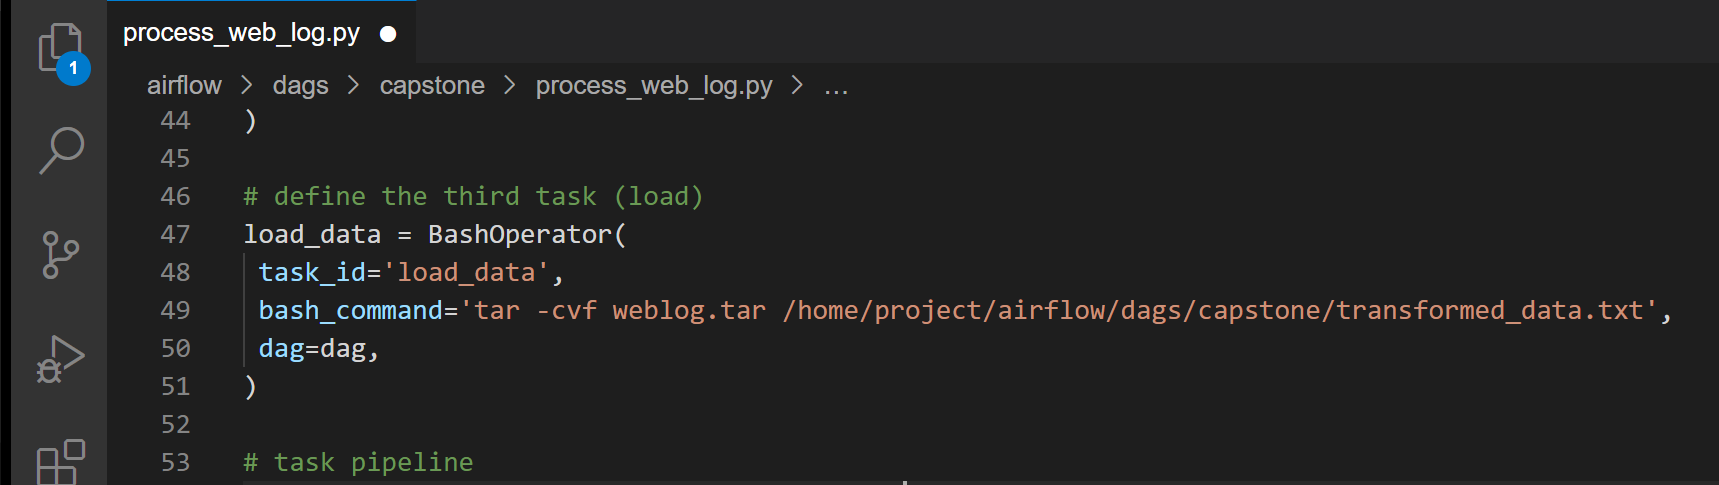 process_web_log.py
1
airflow > dags > capstone > process_web_log.py > ...
44 )
45
46 # define the third task (load)
47 load_data = BashOperator(
48 task_id='load_data',
49 bash_command='tar -cvf weblog.tar /home/project/airflow/dags/capstone/transformed_data.txt',
50 dag=dag,
51 )
52
53 # task pipeline